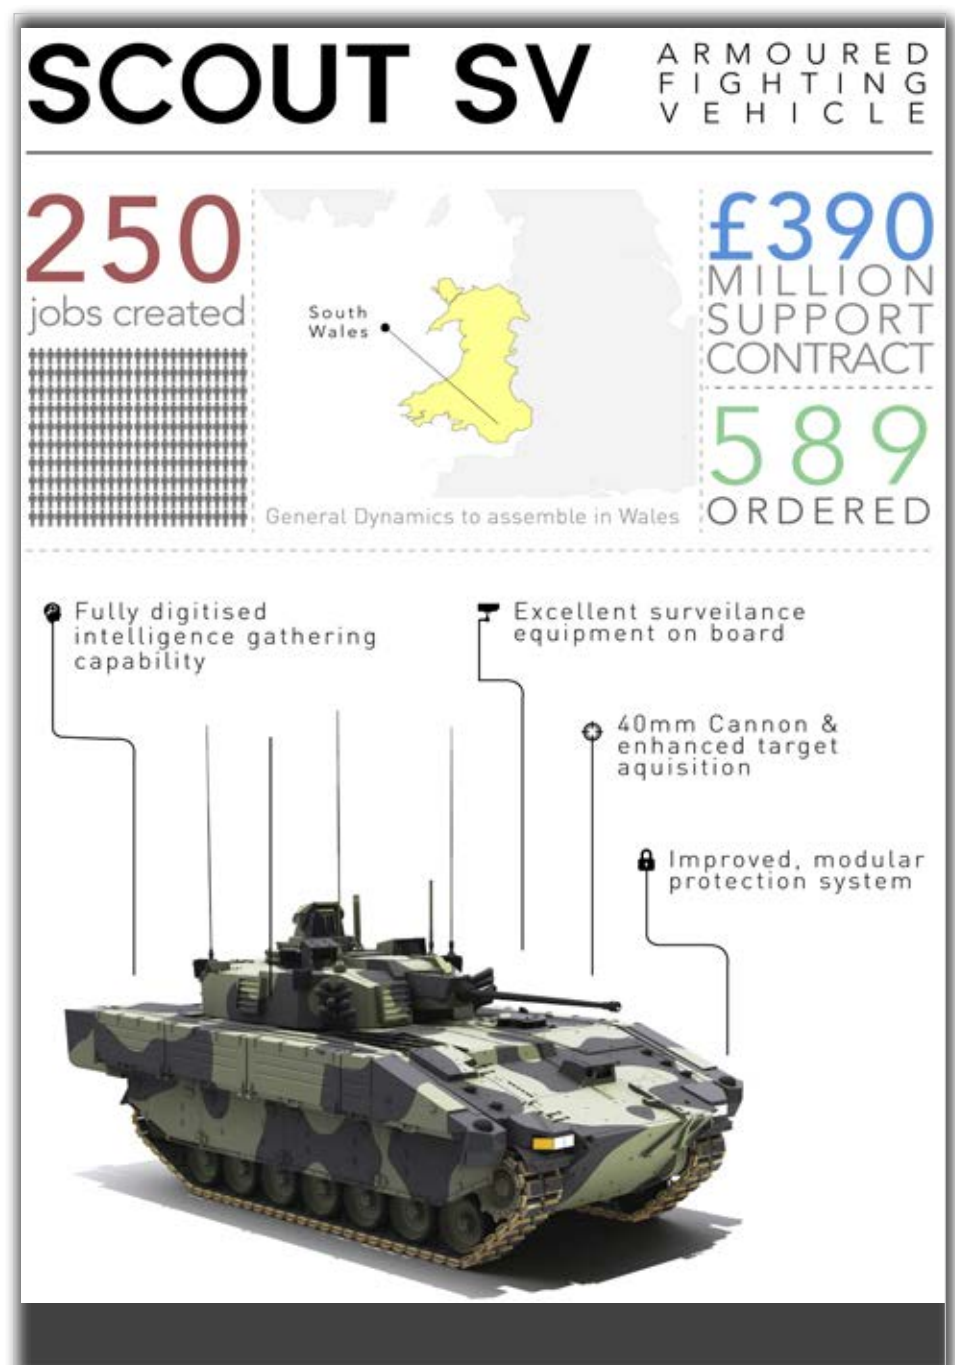 SCOUT SV
ARMOURED
FIGHTING
VEHICLE
250
jobs created
South
Wales
General Dynamics to assemble in Wales
£390
MILLION
SUPPORT
CONTRACT
589
ORDERED
Fully digitised
intelligence gathering
capability
Excellent surveilance
equipment on board
40mm Cannon &
enhanced target
aquisition
Improved, modular
protection system